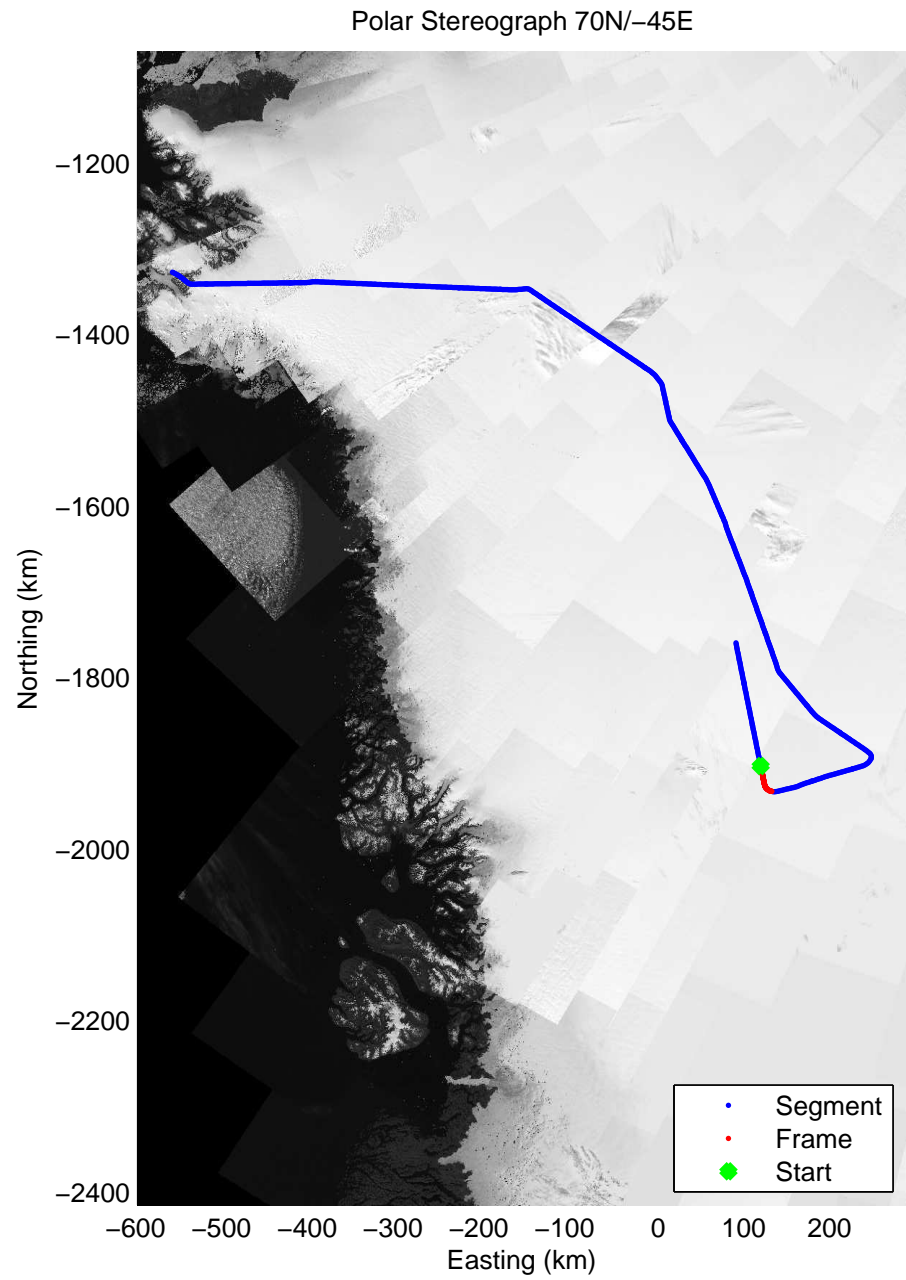 Polar Stereograph 70N/−45E
Northing (km)
−1200
−1400
−1600
−1800
−2000
−2200
−2400
−600 −500 −400 −300 −200 −100 0 100 200
Easting (km)
Segment
Frame
Start